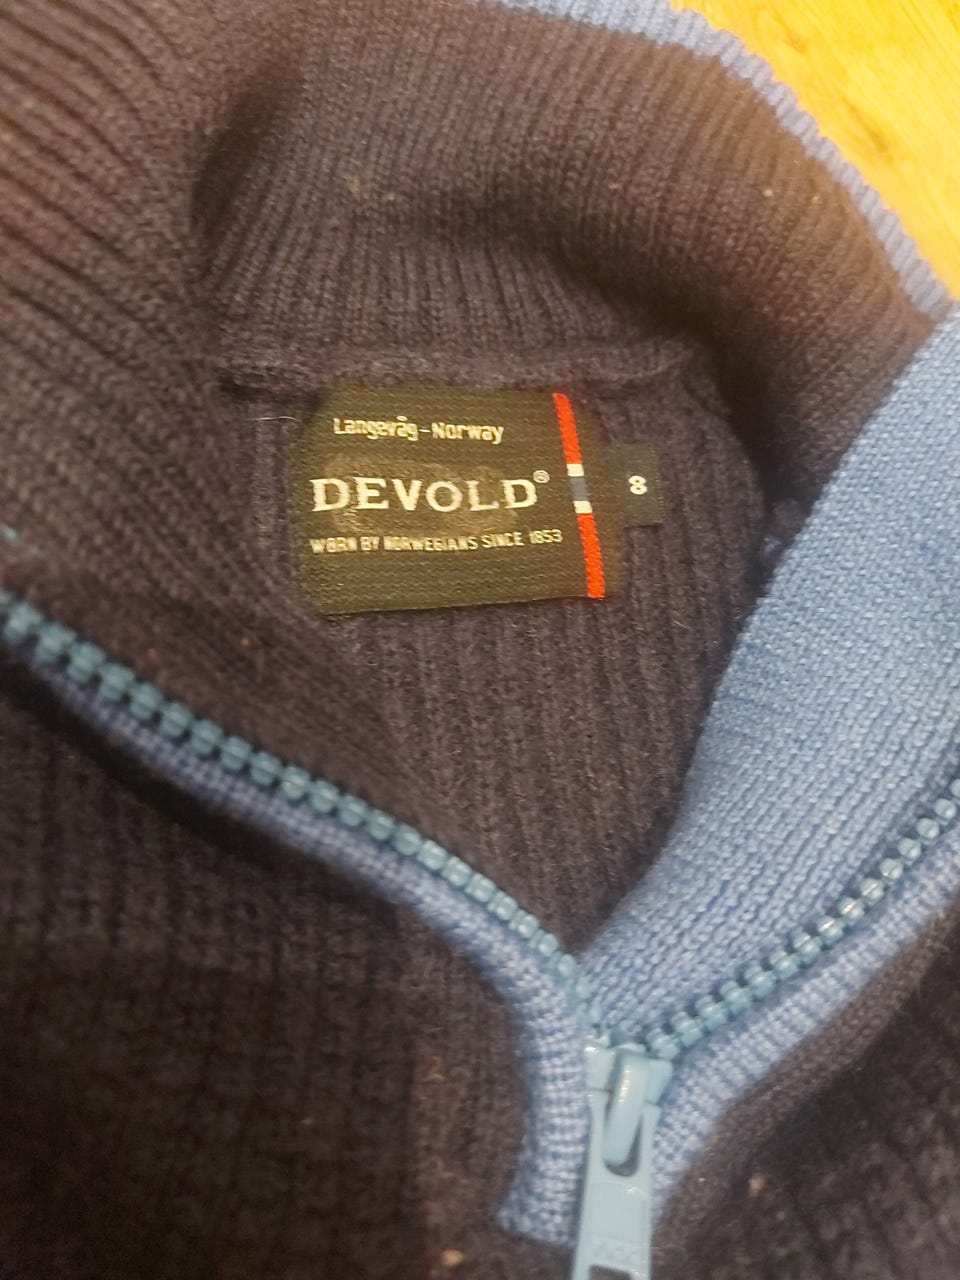 Langevåg-Norway
DEVOLD®
WORN BY NORWEGIANS SINCE 1853
8